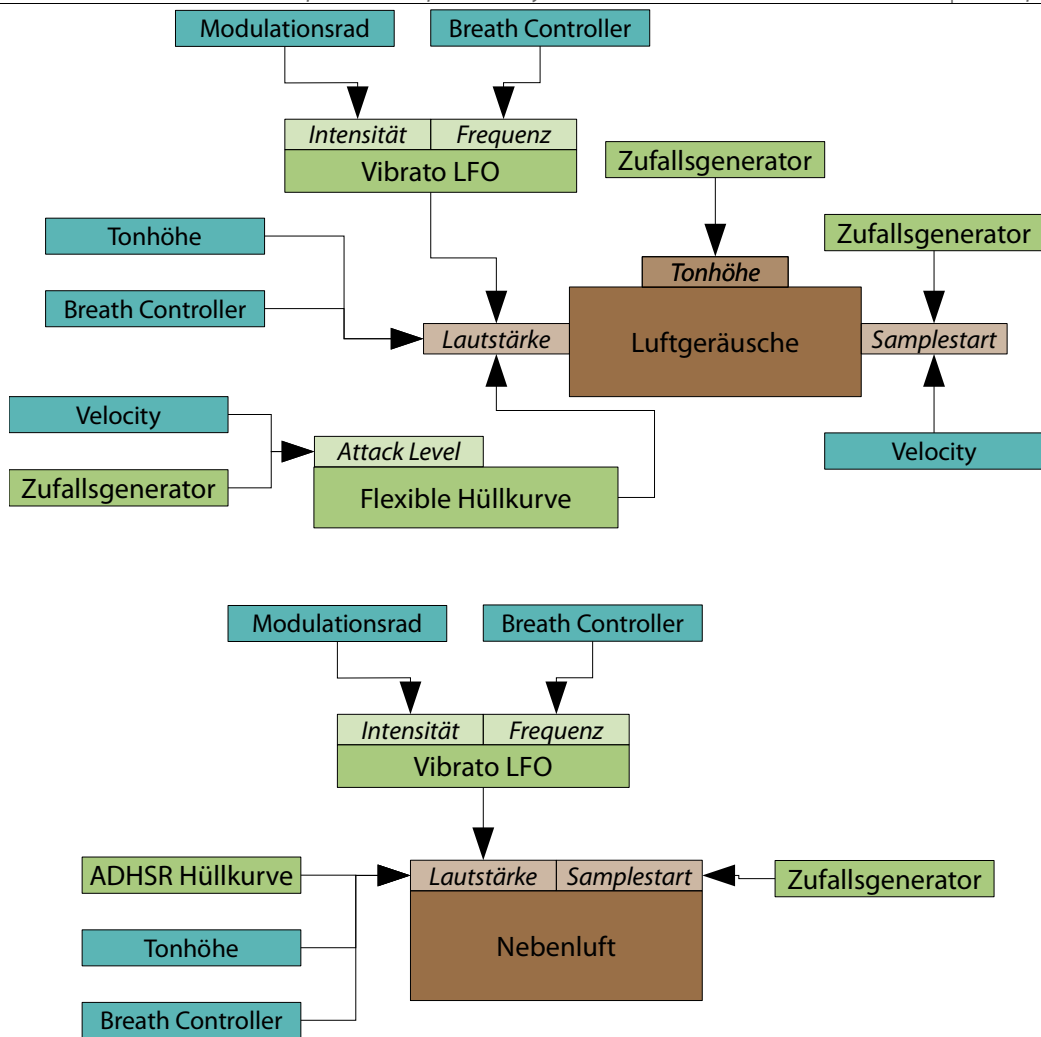 Modulationsrad
Breath Controller
Intensität
Frequenz
Vibrato LFO
Zufallsgenerator
Tonhöhe
Zufallsgenerator
Tonhöhe
Breath Controller
Lautstärke
Luftgeräusche
Samplestart
Velocity
Attack Level
Velocity
Zufallsgenerator
Flexible Hüllkurve
Modulationsrad
Breath Controller
Intensität
Frequenz
Vibrato LFO
ADHSR Hüllkurve
Lautstärke
Samplestart
Zufallsgenerator
Tonhöhe
Nebenluft
Breath Controller